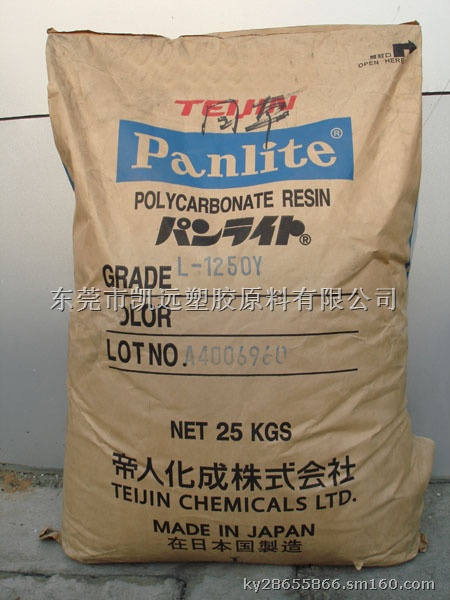 OPEN HERE
TEIJIN
Panlite®
POLYCARBONATE RESIN
パンライト®
GRADE L-1250Y
东莞市凯远塑胶原料有限公司
OLOR
LOT NO. A4006960
NET 25 KGS
帝人化成株式会社
TEIJIN CHEMICALS LTD.
MADE IN JAPAN
在日本国製造
ky28655866.sm160.com